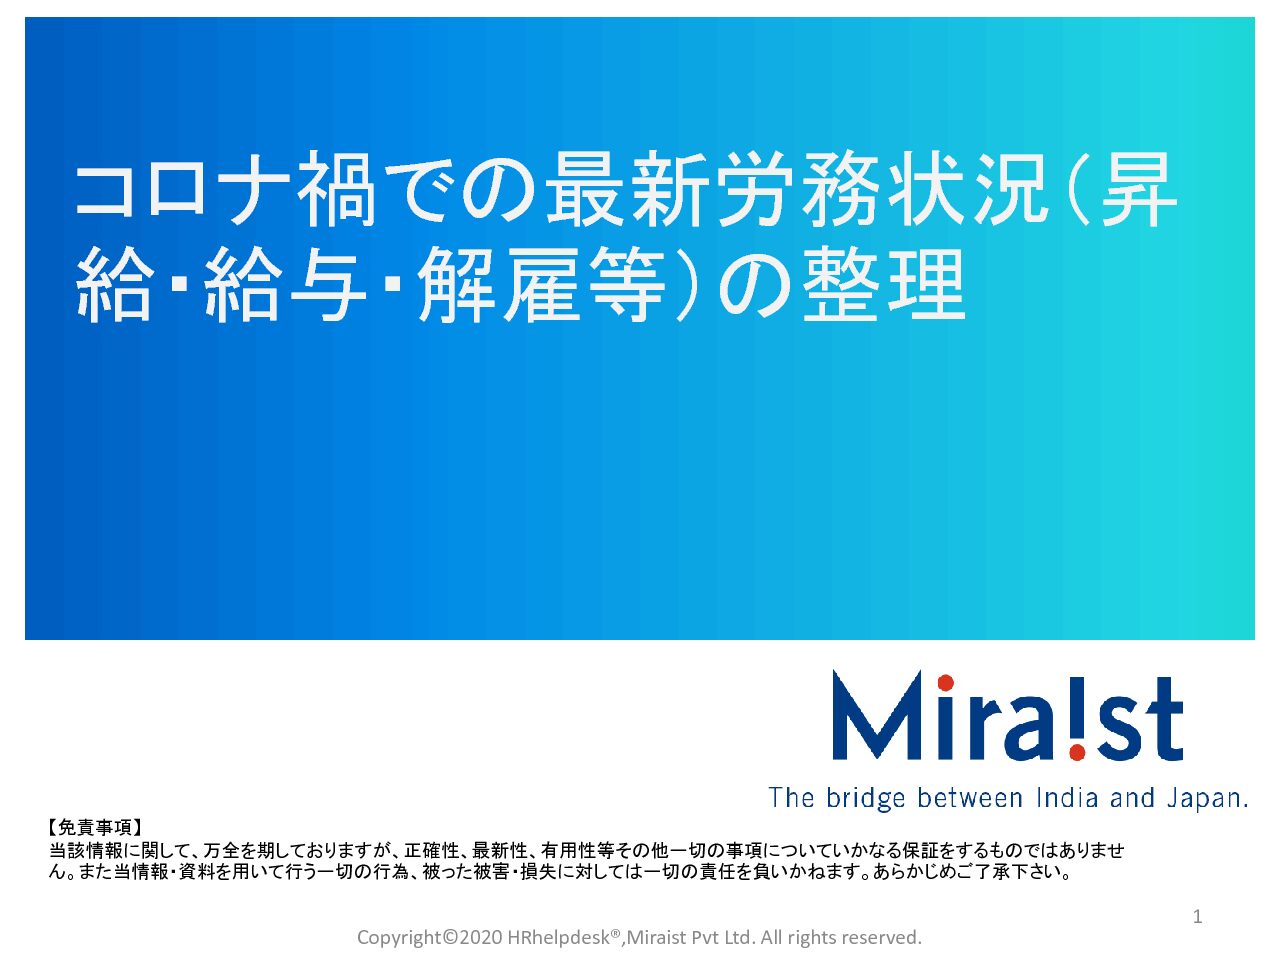 コロナ禍での最新労務状況（昇
給・給与・解雇等）の整理
Mira!st
The bridge between India and Japan.
【免責事項】
当該情報に関して、万全を期しておりますが、正確性、最新性、有用性等その他一切の事項についていかなる保証をするものではありませ
ん。また当情報・資料を用いて行う一切の行為、被った被害・損失に対しては一切の責任を負いかねます。あらかじめご了承下さい。
1
Copyright©2020 HRhelpdesk®,Miraist Pvt Ltd. All rights reserved.